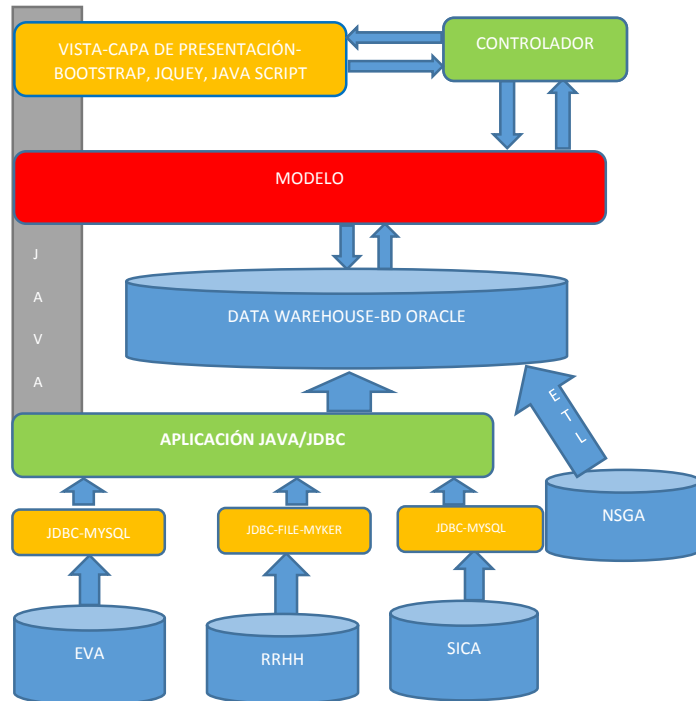 VISTA-CAPA DE PRESENTACIÓN-
BOOTSTRAP, JQUEY, JAVA SCRIPT
CONTROLADOR
MODELO
J
A
V
A
DATA WAREHOUSE-BD ORACLE
ETL
APLICACIÓN JAVA/JDBC
NSGA
JDBC-MYSQL
JDBC-FILE-MYKER
JDBC-MYSQL
EVA
RRHH
SICA